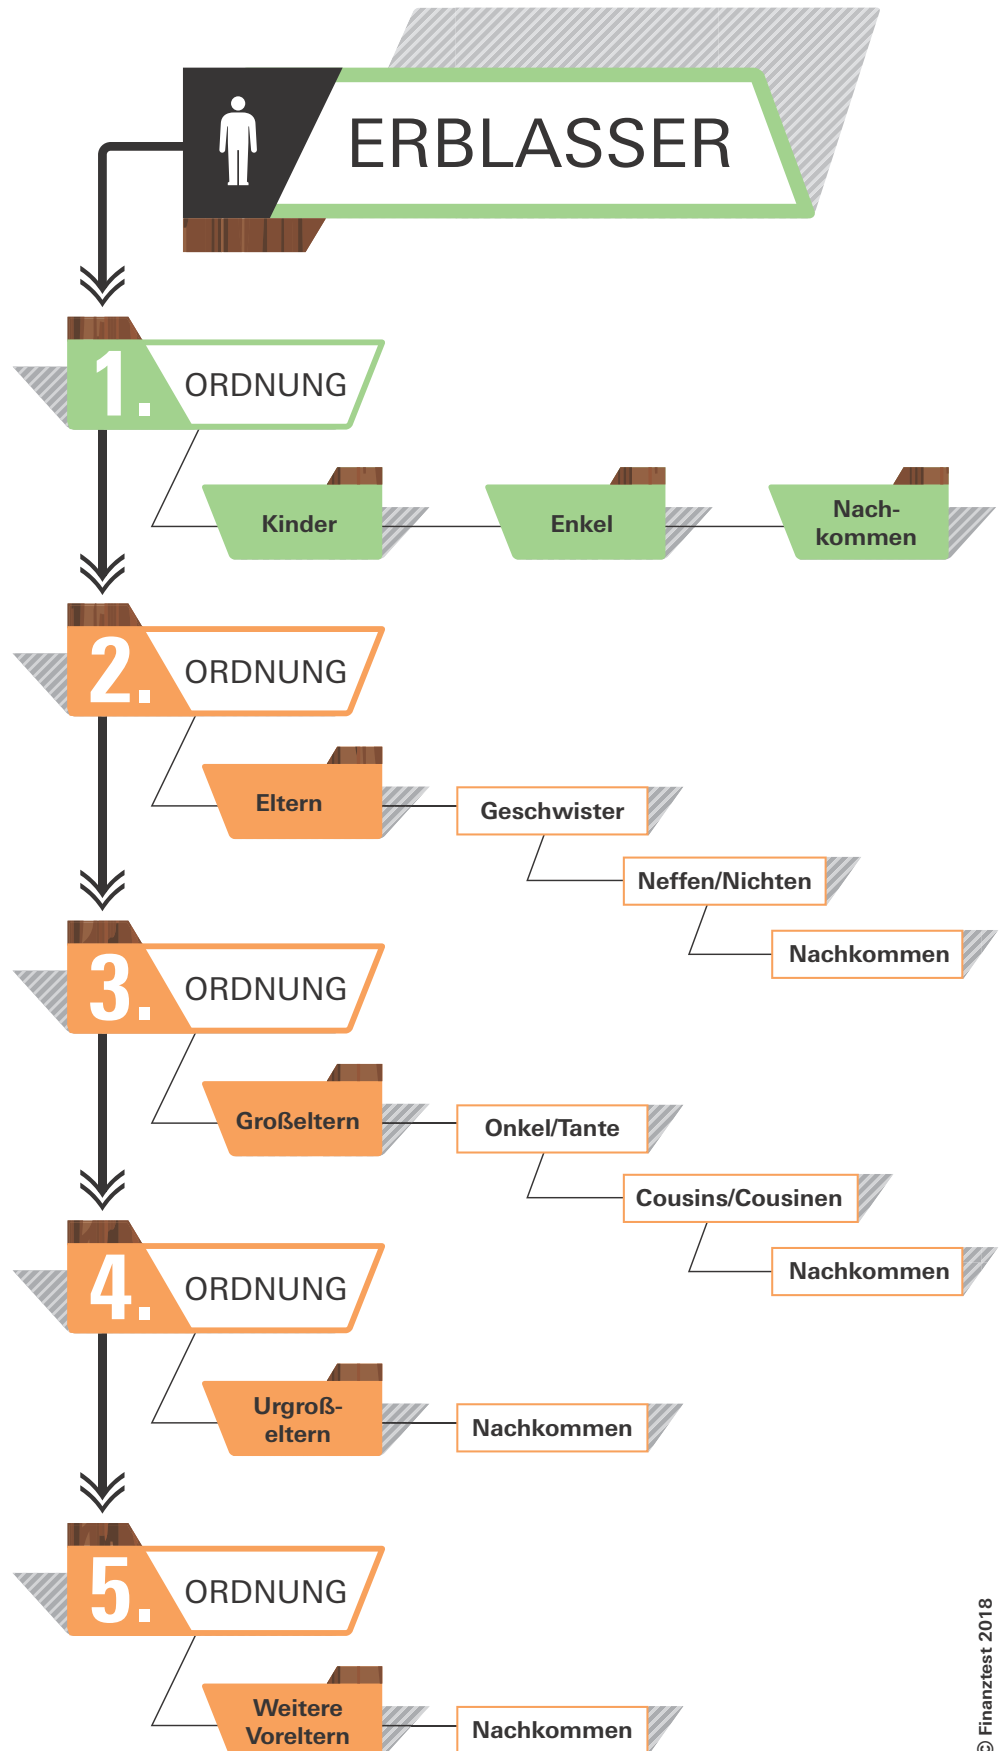 ERBLASSER
1. ORDNUNG
Kinder
Enkel
Nach-
kommen
2. ORDNUNG
Eltern
Geschwister
Neffen/Nichten
Nachkommen
3. ORDNUNG
Großeltern
Onkel/Tante
Cousins/Cousinen
Nachkommen
4. ORDNUNG
Urgroß-
eltern
Nachkommen
5. ORDNUNG
Weitere
Voreltern
Nachkommen
© Finanztest 2018